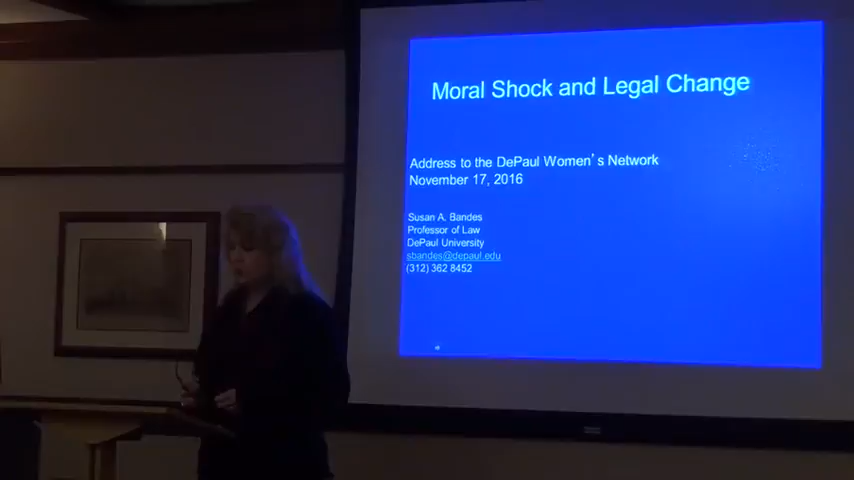 Moral Shock and Legal Change
Address to the DePaul Women's Network
November 17, 2016
Susan A. Bandes
Professor of Law
DePaul University
sbandes@depaul.edu
(312) 362 8452